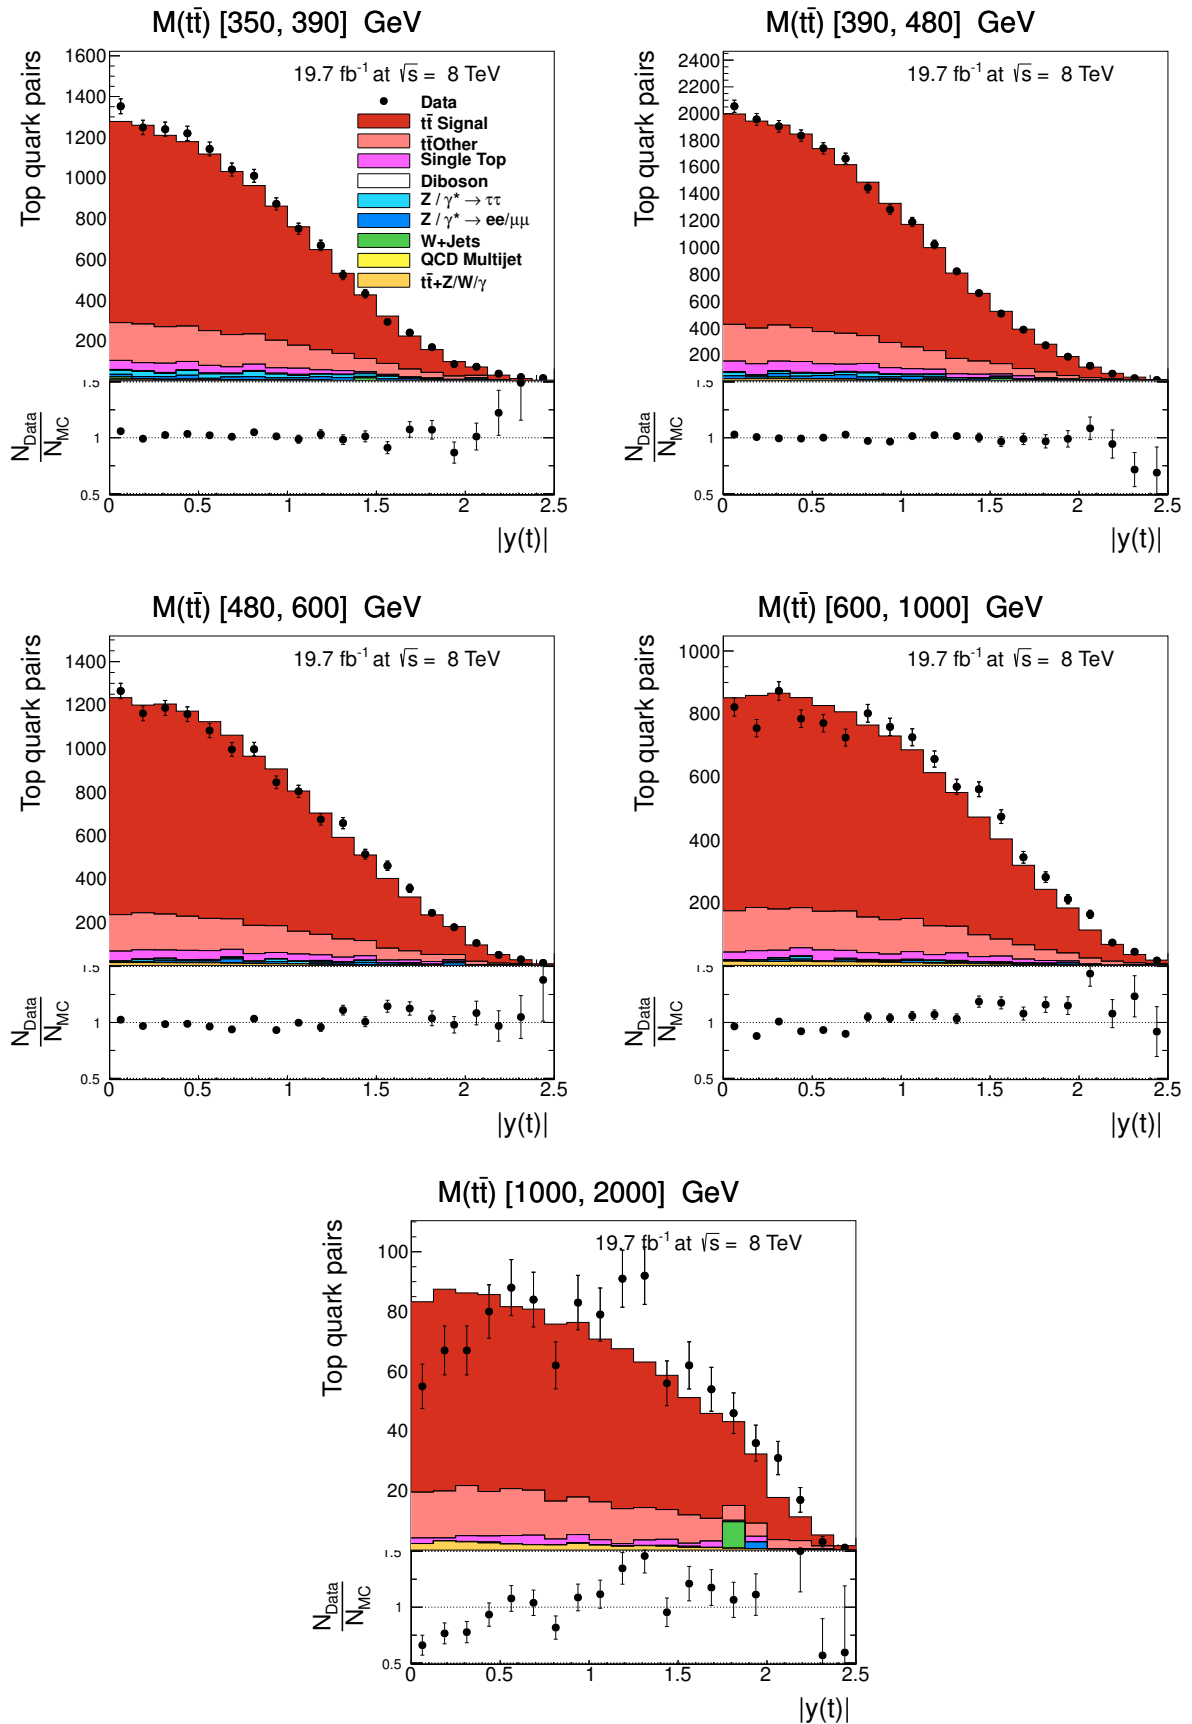 M(tt̄) [350, 390] GeV
Top quark pairs
1600
1400
1200
1000
800
600
400
200
19.7 fb⁻¹ at √s = 8 TeV
Data
tt̄ Signal
tt̄Other
Single Top
Diboson
Z / γ* → ττ
Z / γ* → ee/μμ
W+Jets
QCD Multijet
tt̄+Z/W/γ
N_Data
N_MC
1.5
1
0.5
0 0.5 1 1.5 2 2.5
|y(t)|
M(tt̄) [390, 480] GeV
Top quark pairs
2400
2200
2000
1800
1600
1400
1200
1000
800
600
400
200
19.7 fb⁻¹ at √s = 8 TeV
N_Data
N_MC
1.5
1
0.5
0 0.5 1 1.5 2 2.5
|y(t)|
M(tt̄) [480, 600] GeV
Top quark pairs
1400
1200
1000
800
600
400
200
19.7 fb⁻¹ at √s = 8 TeV
N_Data
N_MC
1.5
1
0.5
0 0.5 1 1.5 2 2.5
|y(t)|
M(tt̄) [600, 1000] GeV
Top quark pairs
1000
800
600
400
200
19.7 fb⁻¹ at √s = 8 TeV
N_Data
N_MC
1.5
1
0.5
0 0.5 1 1.5 2 2.5
|y(t)|
M(tt̄) [1000, 2000] GeV
Top quark pairs
100
80
60
40
20
19.7 fb⁻¹ at √s = 8 TeV
N_Data
N_MC
1.5
1
0.5
0 0.5 1 1.5 2 2.5
|y(t)|